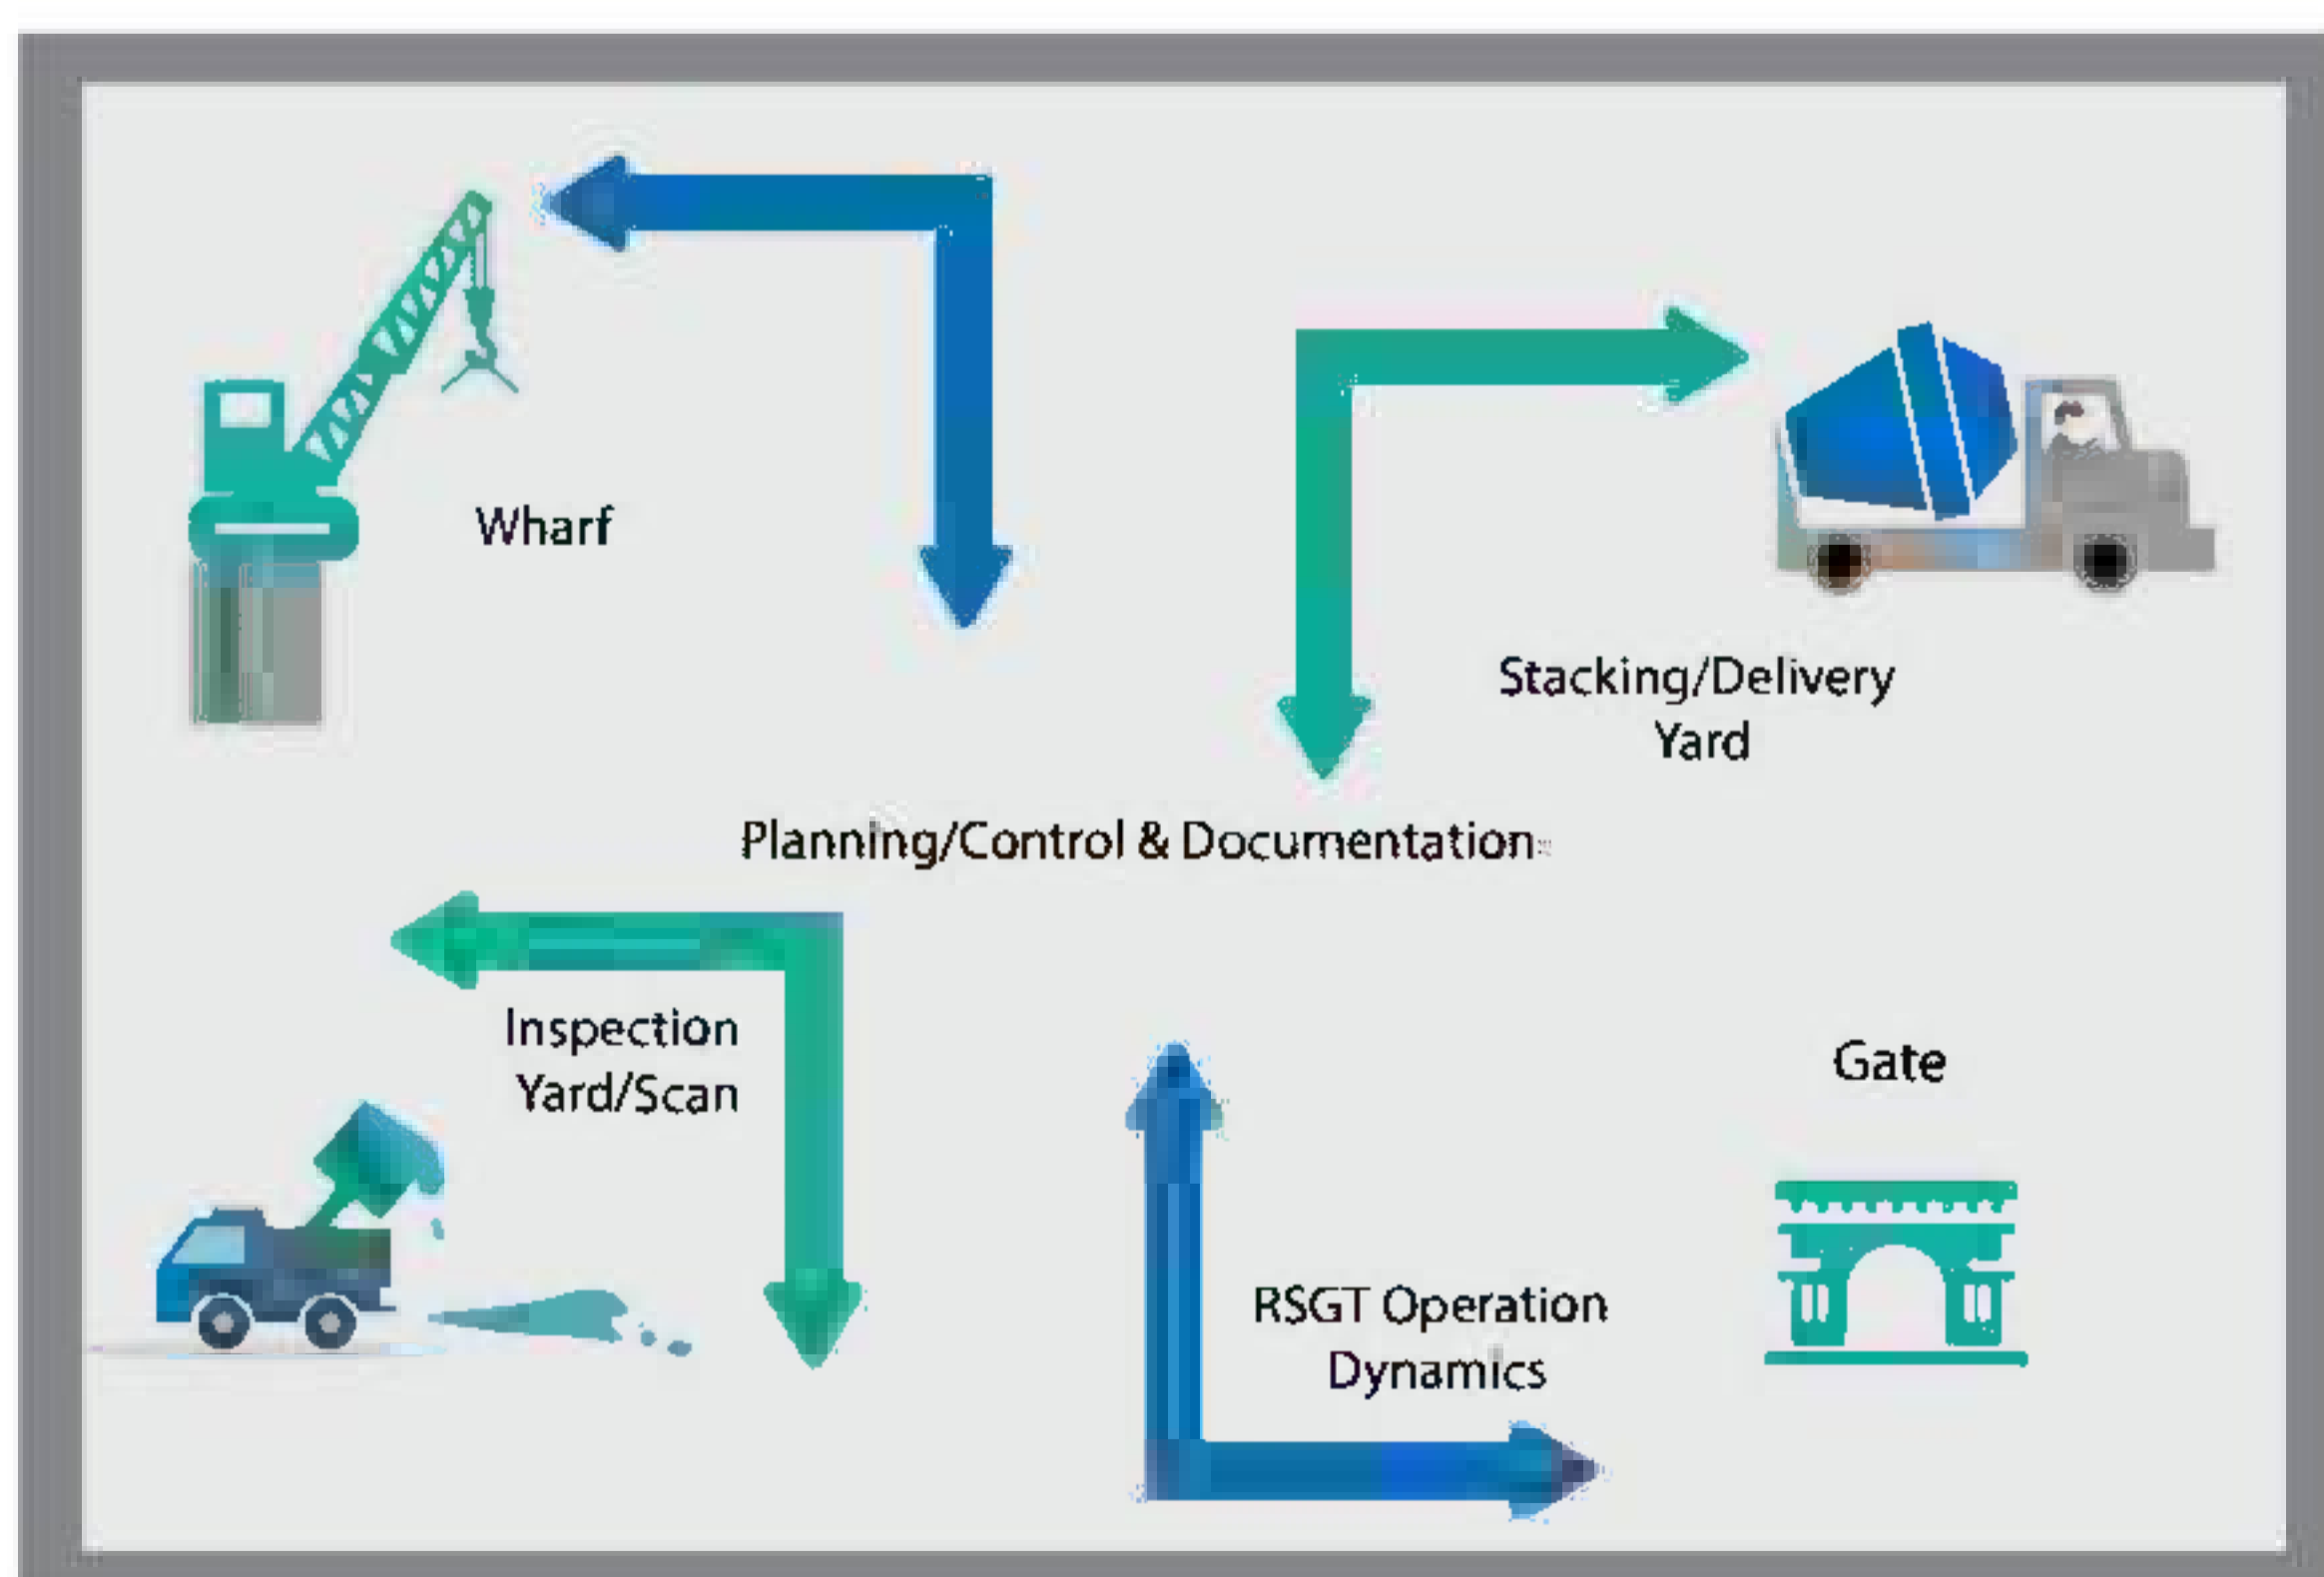 Wharf
Stacking/Delivery
Yard
Planning/Control & Documentation
Inspection
Yard/Scan
Gate
RSGT Operation
Dynamics